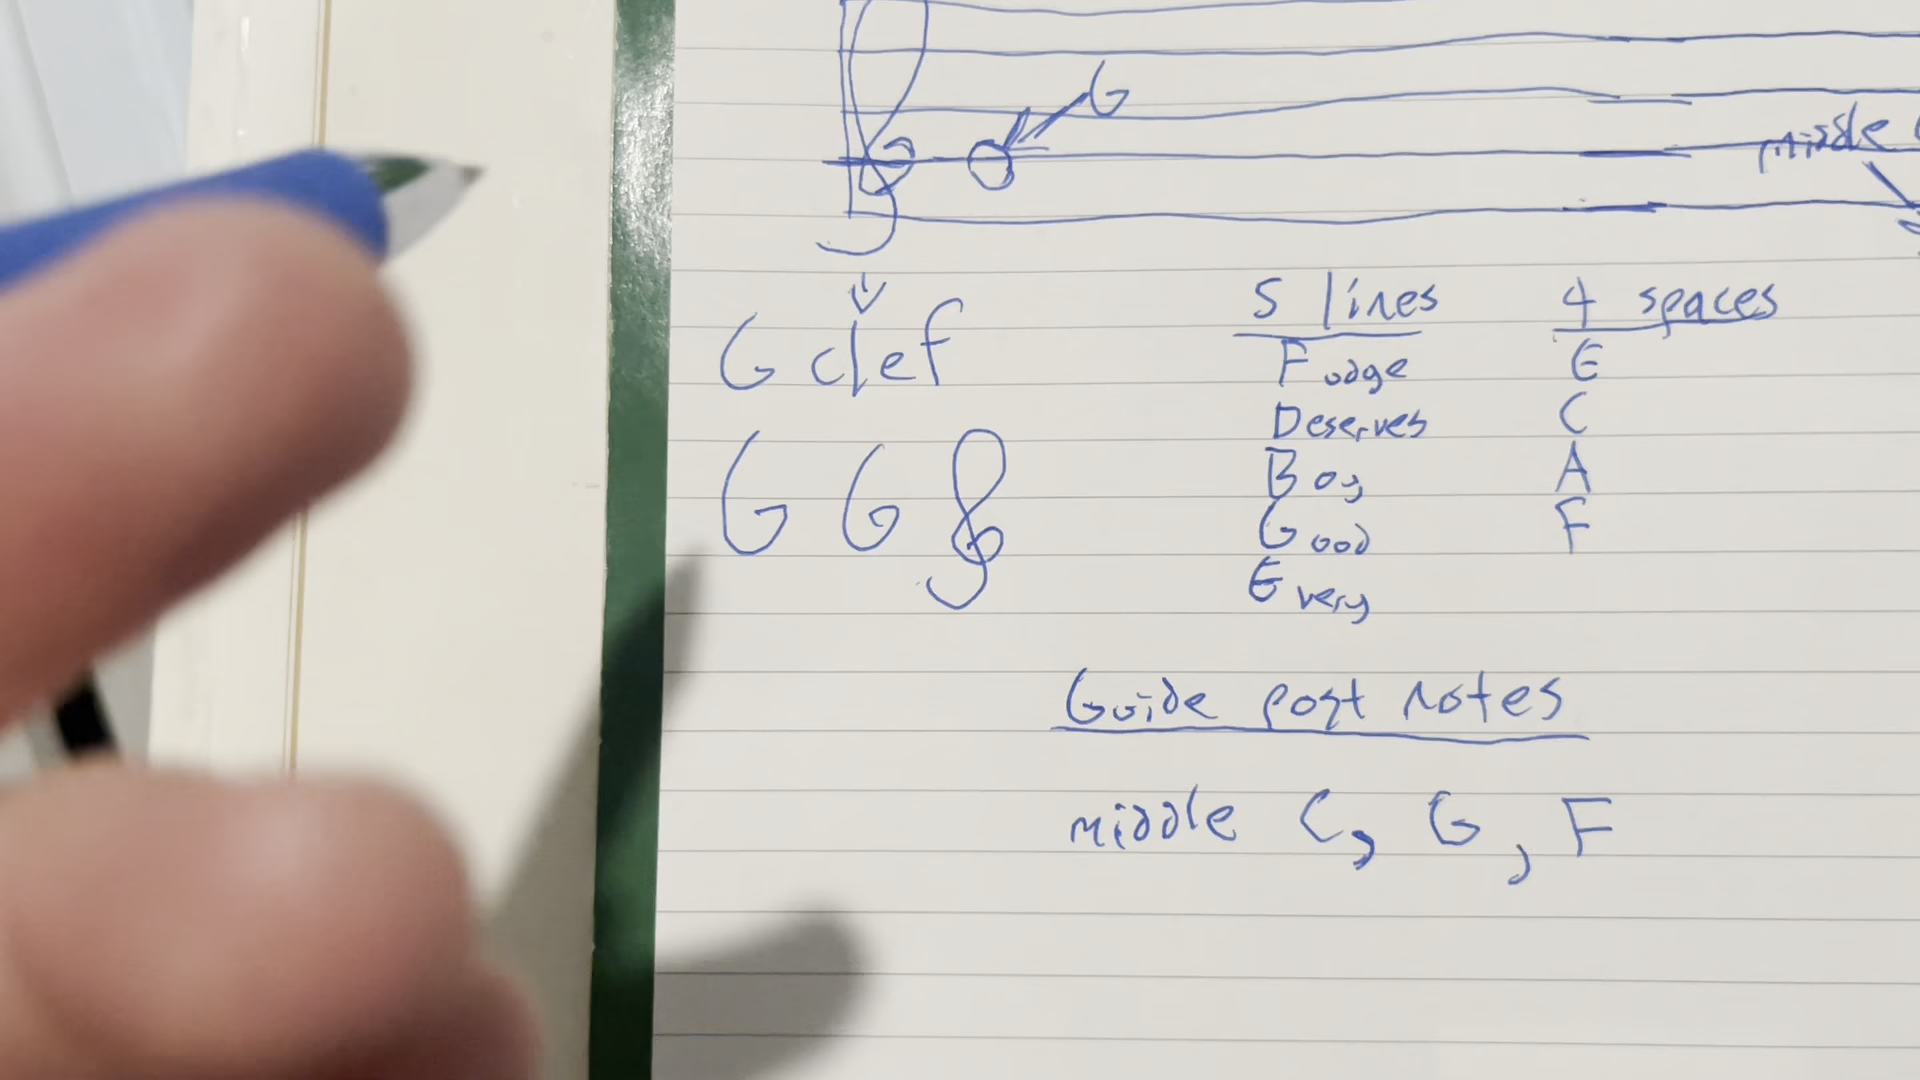 G
middle
G clef
G G
5 lines
Fudge
Deserves
Boy
Good
Every
4 spaces
E
C
A
F
Guide post notes
middle C, G, F